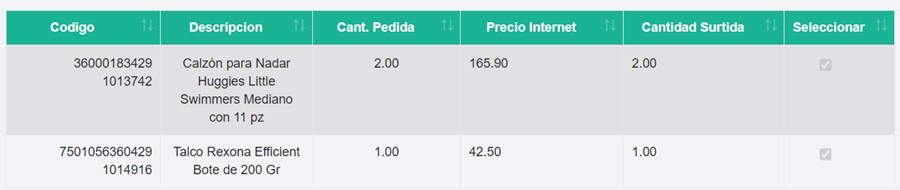 Codigo Descripcion Cant. Pedida Precio Internet Cantidad Surtida Seleccionar
36000183429 Calzón para Nadar 2.00 165.90 2.00
1013742 Huggies Little
Swimmers Mediano
con 11 pz
7501056360429 Talco Rexona Efficient 1.00 42.50 1.00
1014916 Bote de 200 Gr